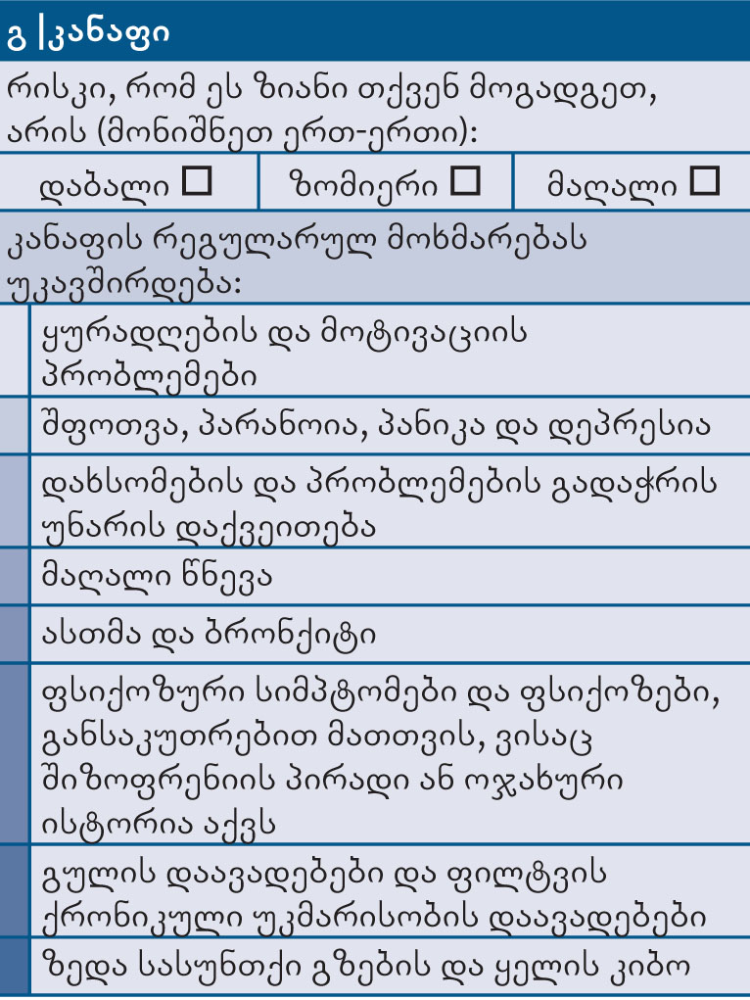 გ |კანაფი
რისკი, რომ ეს ზიანი თქვენ მოგადგეთ,
არის (მონიშნეთ ერთ-ერთი):
დაბალი ☐ ზომიერი ☐ მაღალი ☐
კანაფის რეგულარულ მოხმარებას
უკავშირდება:
ყურადღების და მოტივაციის
პრობლემები
შფოთვა, პარანოია, პანიკა და დეპრესია
დახსომების და პრობლემების გადაჭრის
უნარის დაქვეითება
მაღალი წნევა
ასთმა და ბრონქიტი
ფსიქოზური სიმპტომები და ფსიქოზები,
განსაკუთრებით მათთვის, ვისაც
შიზოფრენიის პირადი ან ოჯახური
ისტორია აქვს
გულის დაავადებები და ფილტვის
ქრონიკული უკმარისობის დაავადებები
ზედა სასუნთქი გზების და ყელის კიბო